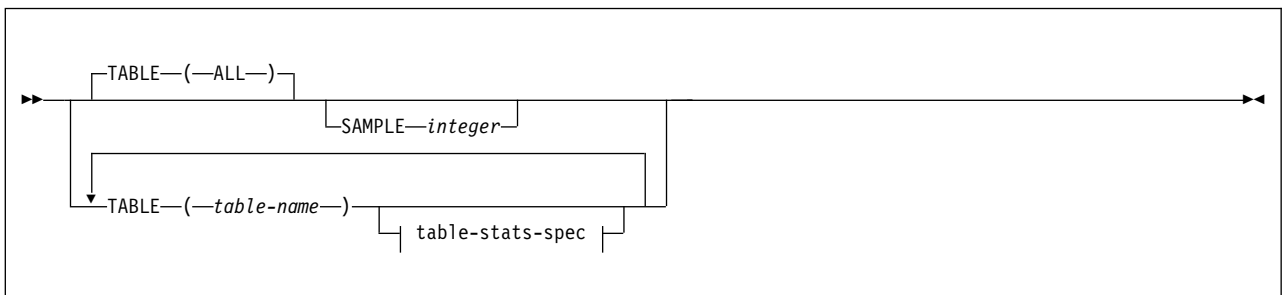 TABLE ( ALL )
SAMPLE integer
TABLE ( table-name )
table-stats-spec